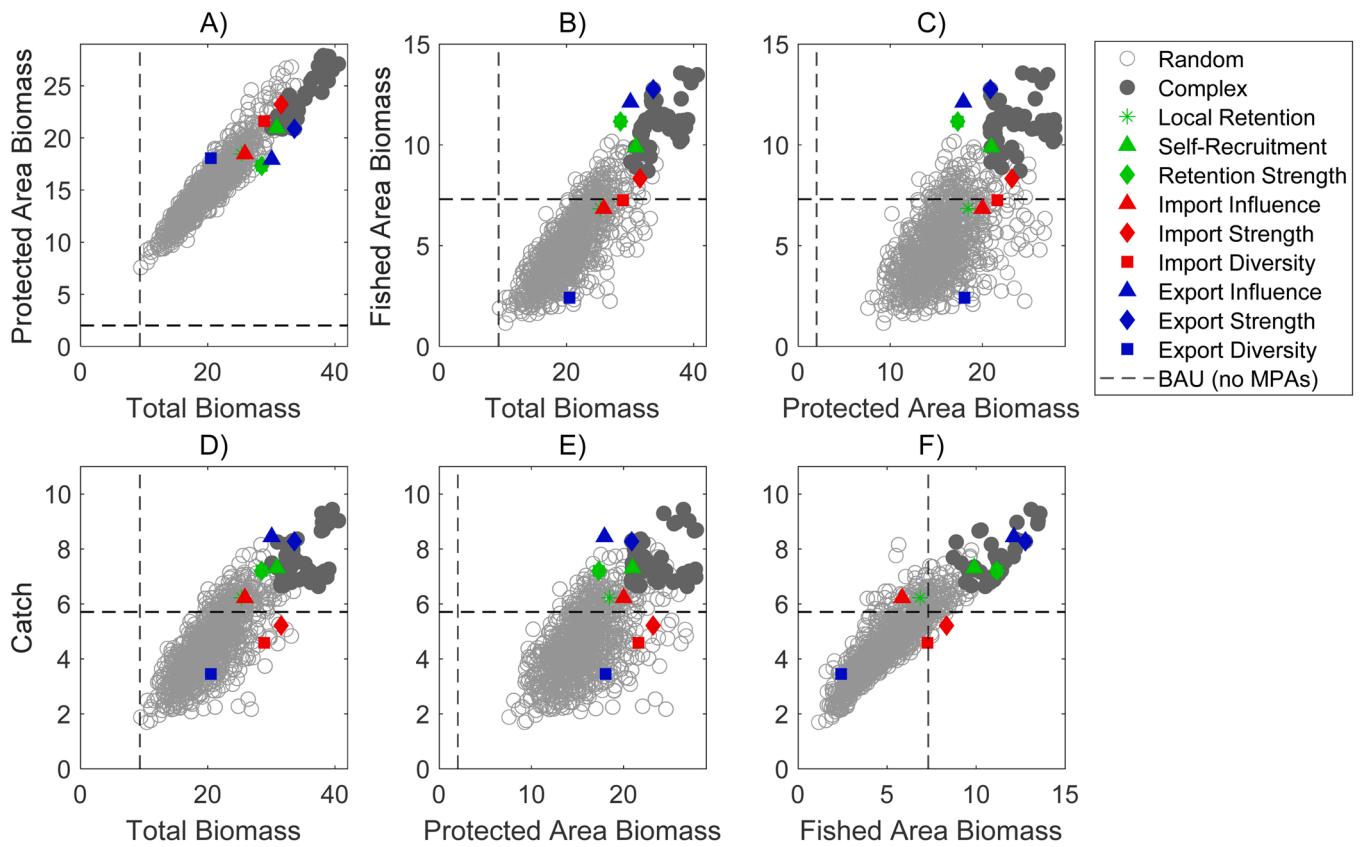 A)
Protected Area Biomass
25
20
15
10
5
0
0
20
40
Total Biomass
B)
Fished Area Biomass
15
10
5
0
0
20
40
Total Biomass
C)
15
10
5
0
0
10
20
Protected Area Biomass
Random
Complex
Local Retention
Self-Recruitment
Retention Strength
Import Influence
Import Strength
Import Diversity
Export Influence
Export Strength
Export Diversity
BAU (no MPAs)
D)
Catch
10
8
6
4
2
0
0
20
40
Total Biomass
E)
10
8
6
4
2
0
0
10
20
Protected Area Biomass
F)
10
8
6
4
2
0
0
5
10
15
Fished Area Biomass